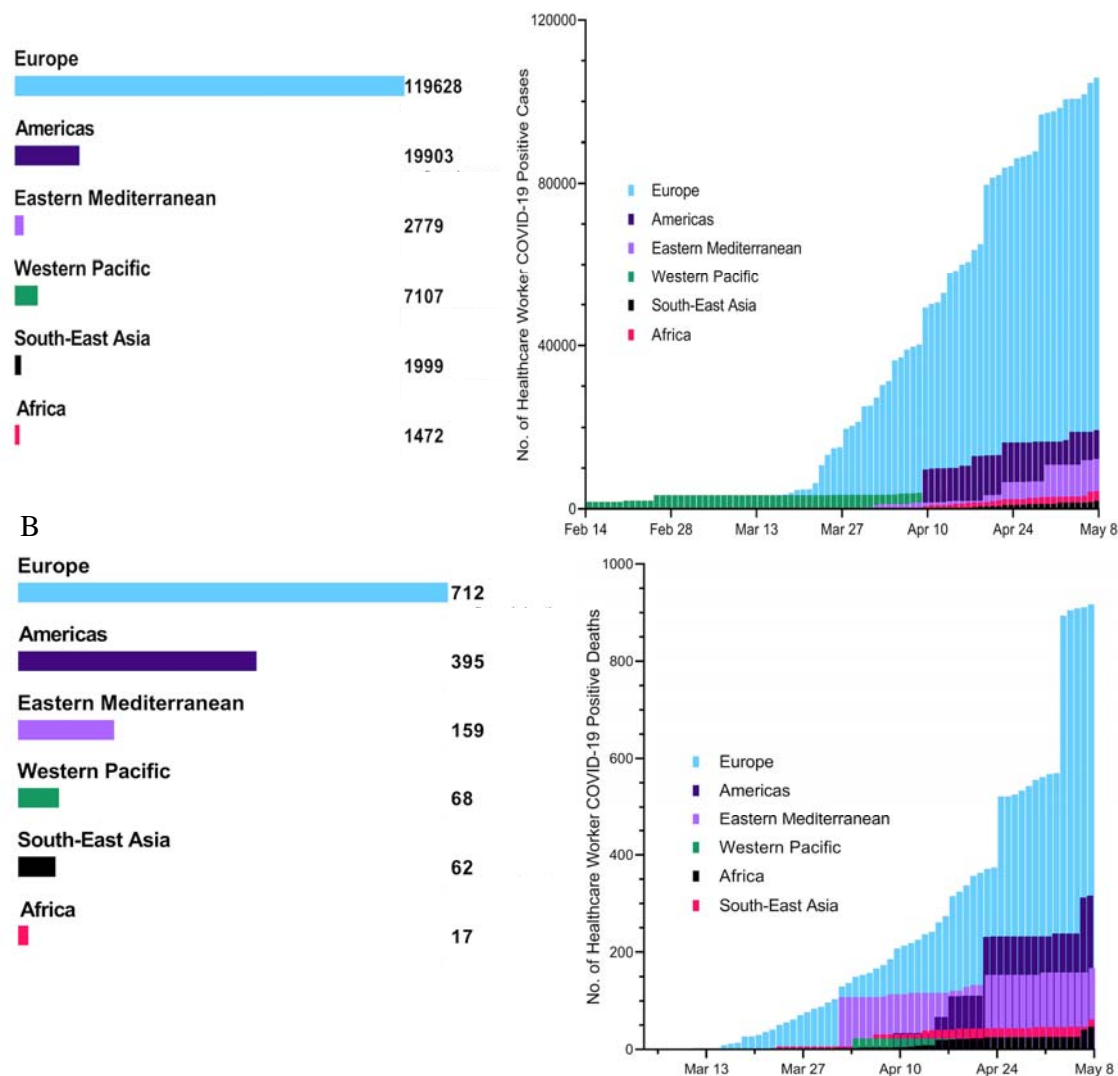 Europe
119628
Americas
19903
Eastern Mediterranean
2779
Western Pacific
7107
South-East Asia
1999
Africa
1472
No. of Healthcare Worker COVID-19 Positive Cases
120000
80000
40000
0
Europe
Americas
Eastern Mediterranean
Western Pacific
South-East Asia
Africa
Feb 14 Feb 28 Mar 13 Mar 27 Apr 10 Apr 24 May 8
B
Europe
712
Americas
395
Eastern Mediterranean
159
Western Pacific
68
South-East Asia
62
Africa
17
No. of Healthcare Worker COVID-19 Positive Deaths
1000
800
600
400
200
0
Europe
Americas
Eastern Mediterranean
Western Pacific
Africa
South-East Asia
Mar 13 Mar 27 Apr 10 Apr 24 May 8